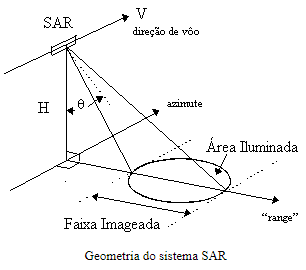 SAR
V
direção de vôo
H
θ
azimute
Área Iluminada
Faixa Imageada
“range”
Geometria do sistema SAR